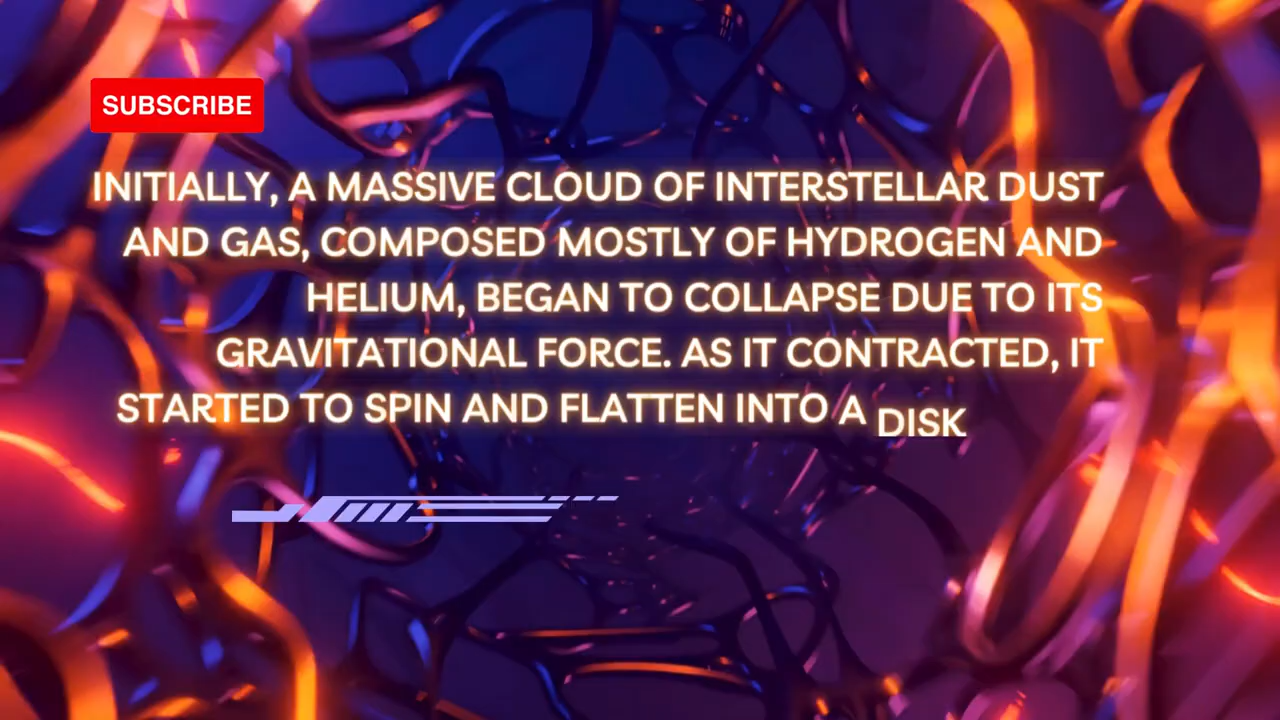 SUBSCRIBE
INITIALLY, A MASSIVE CLOUD OF INTERSTELLAR DUST
AND GAS, COMPOSED MOSTLY OF HYDROGEN AND
HELIUM, BEGAN TO COLLAPSE DUE TO ITS
GRAVITATIONAL FORCE. AS IT CONTRACTED, IT
STARTED TO SPIN AND FLATTEN INTO A DISK